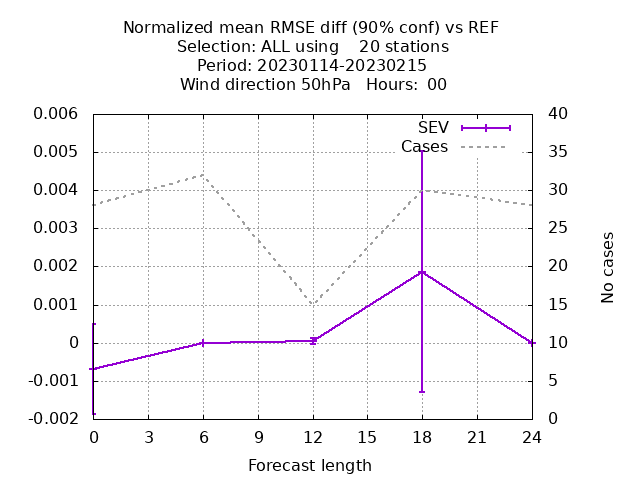 Normalized mean RMSE diff (90% conf) vs REF
Selection: ALL using    20 stations
Period: 20230114-20230215
Wind direction 50hPa   Hours:  00
SEV
Cases
0.006
0.005
0.004
0.003
0.002
0.001
0
-0.001
-0.002
40
35
30
25
20
15
10
5
0
No cases
0 3 6 9 12 15 18 21 24
Forecast length